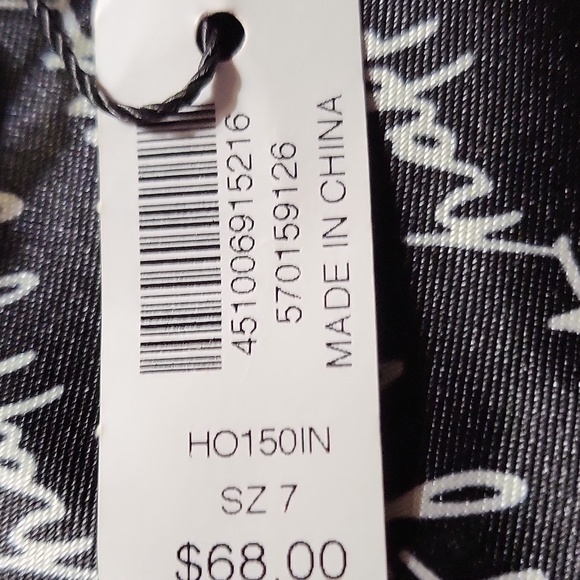 451006915216
570159126
MADE IN CHINA
HO150IN
SZ 7
$68.00